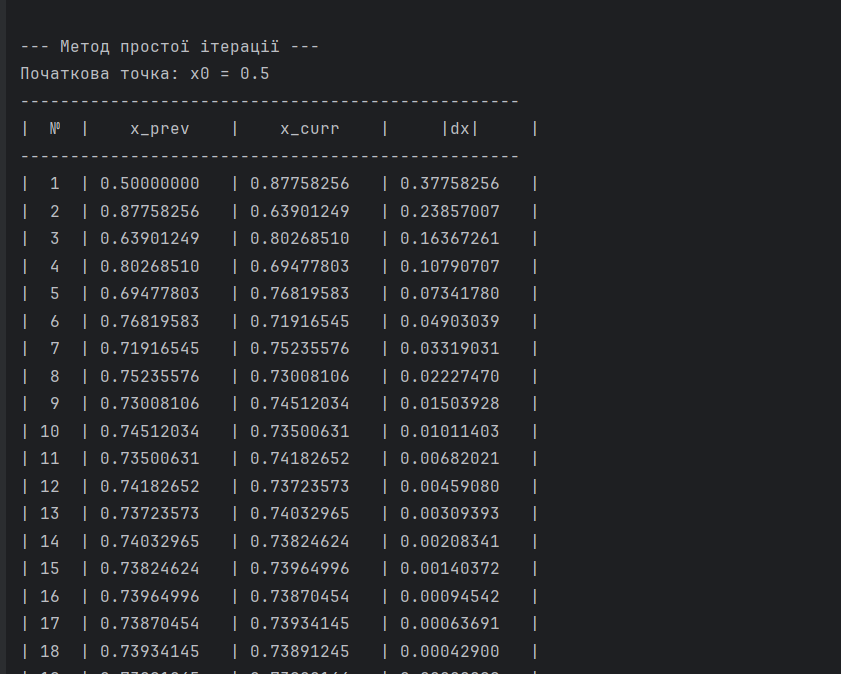 --- Метод простої ітерації ---
Початкова точка: x0 = 0.5
--------------------------------------------------
|  №  |    x_prev    |    x_curr    |     |dx|     |
--------------------------------------------------
|  1  | 0.50000000   | 0.87758256   | 0.37758256   |
|  2  | 0.87758256   | 0.63901249   | 0.23857007   |
|  3  | 0.63901249   | 0.80268510   | 0.16367261   |
|  4  | 0.80268510   | 0.69477803   | 0.10790707   |
|  5  | 0.69477803   | 0.76819583   | 0.07341780   |
|  6  | 0.76819583   | 0.71916545   | 0.04903039   |
|  7  | 0.71916545   | 0.75235576   | 0.03319031   |
|  8  | 0.75235576   | 0.73008106   | 0.02227470   |
|  9  | 0.73008106   | 0.74512034   | 0.01503928   |
| 10  | 0.74512034   | 0.73500631   | 0.01011403   |
| 11  | 0.73500631   | 0.74182652   | 0.00682021   |
| 12  | 0.74182652   | 0.73723573   | 0.00459080   |
| 13  | 0.73723573   | 0.74032965   | 0.00309393   |
| 14  | 0.74032965   | 0.73824624   | 0.00208341   |
| 15  | 0.73824624   | 0.73964996   | 0.00140372   |
| 16  | 0.73964996   | 0.73870454   | 0.00094542   |
| 17  | 0.73870454   | 0.73934145   | 0.00063691   |
| 18  | 0.73934145   | 0.73891245   | 0.00042900   |